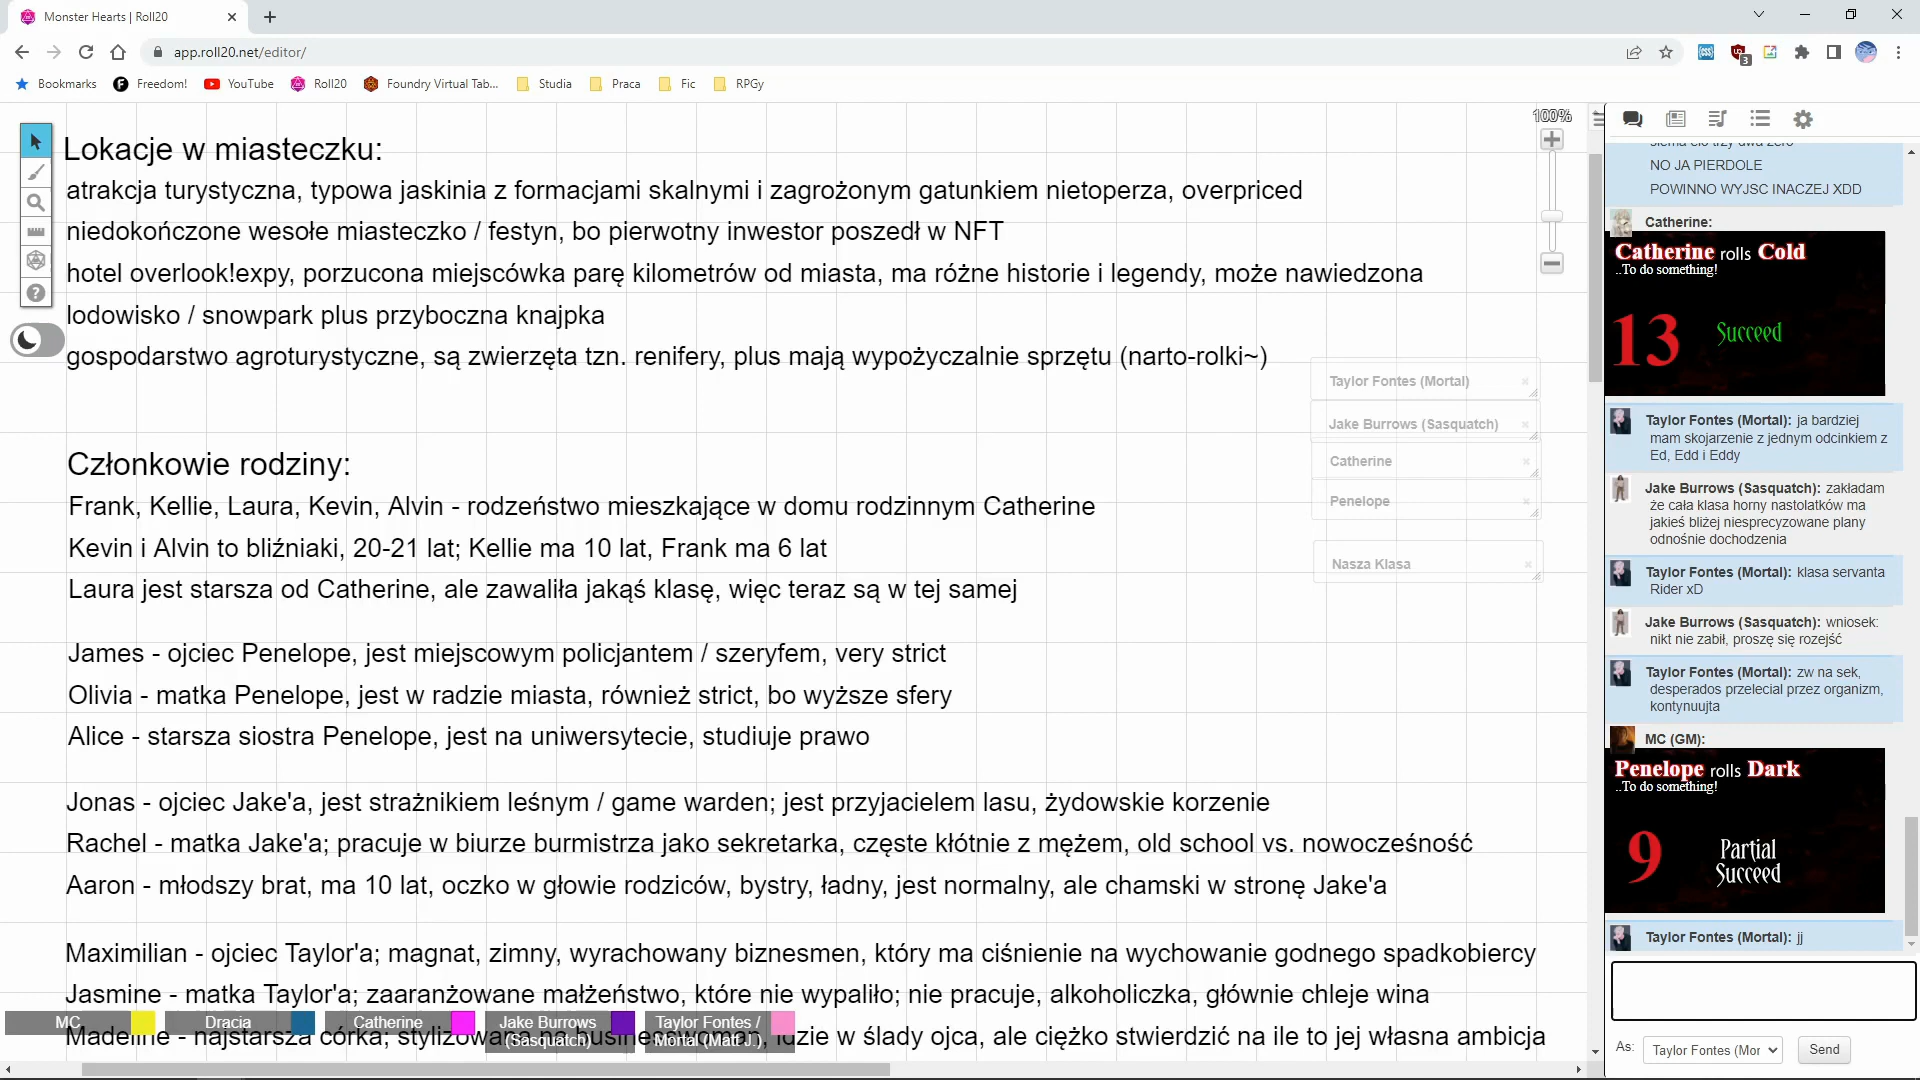 Monster Hearts | Roll20
app.roll20.net/editor/
3
Bookmarks
Freedom!
YouTube
Roll20
Foundry Virtual Tab...
Studia
Praca
Fic
RPGy
100%
Lokacje w miasteczku:
atrakcja turystyczna, typowa jaskinia z formacjami skalnymi i zagrożonym gatunkiem nietoperza, overpriced
niedokończone wesołe miasteczko / festyn, bo pierwotny inwestor poszedł w NFT
hotel overlook!expy, porzucona miejscówka parę kilometrów od miasta, ma różne historie i legendy, może nawiedzona
lodowisko / snowpark plus przyboczna knajpka
gospodarstwo agroturystyczne, są zwierzęta tzn. renifery, plus mają wypożyczalnie sprzętu (narto-rolki~)
Członkowie rodziny:
Frank, Kellie, Laura, Kevin, Alvin - rodzeństwo mieszkające w domu rodzinnym Catherine
Kevin i Alvin to bliźniaki, 20-21 lat; Kellie ma 10 lat, Frank ma 6 lat
Laura jest starsza od Catherine, ale zawaliła jakąś klasę, więc teraz są w tej samej
James - ojciec Penelope, jest miejscowym policjantem / szeryfem, very strict
Olivia - matka Penelope, jest w radzie miasta, również strict, bo wyższe sfery
Alice - starsza siostra Penelope, jest na uniwersytecie, studiuje prawo
Jonas - ojciec Jake'a, jest strażnikiem leśnym / game warden; jest przyjacielem lasu, żydowskie korzenie
Rachel - matka Jake'a; pracuje w biurze burmistrza jako sekretarka, częste kłótnie z mężem, old school vs. nowocześność
Aaron - młodszy brat, ma 10 lat, oczko w głowie rodziców, bystry, ładny, jest normalny, ale chamski w stronę Jake'a
Maximilian - ojciec Taylor'a; magnat, zimny, wyrachowany biznesmen, który ma ciśnienie na wychowanie godnego spadkobiercy
Jasmine - matka Taylor'a; zaaranżowane małżeństwo, które nie wypaliło; nie pracuje, alkoholiczka, głównie chleje wina
Madeline - najstarsza córka; stylizowana na businesswoman, idzie w ślady ojca, ale ciężko stwierdzić na ile to jej własna ambicja
Taylor Fontes (Mortal)
Jake Burrows (Sasquatch)
Catherine
Penelope
Nasza Klasa
MC
Dracia
Catherine
Jake Burrows
(Sasquatch)
Taylor Fontes /
Mortal (Matt J.)
siema elo trzy dwa zero
NO JA PIERDOLE
POWINNO WYJSC INACZEJ XDD
Catherine:
Catherine rolls Cold
..To do something!
13 Succeed
Taylor Fontes (Mortal): ja bardziej
mam skojarzenie z jednym odcinkiem z
Ed, Edd i Eddy
Jake Burrows (Sasquatch): zakładam
że cała klasa horny nastolatków ma
jakieś bliżej niesprecyzowane plany
odnośnie dochodzenia
Taylor Fontes (Mortal): klasa servanta
Rider xD
Jake Burrows (Sasquatch): wniosek:
nikt nie zabił, proszę się rozejść
Taylor Fontes (Mortal): zw na sek,
desperados przelecial przez organizm,
kontynuujta
MC (GM):
Penelope rolls Dark
..To do something!
9 Partial
Succeed
Taylor Fontes (Mortal): jj
As:
Taylor Fontes (Mor
Send